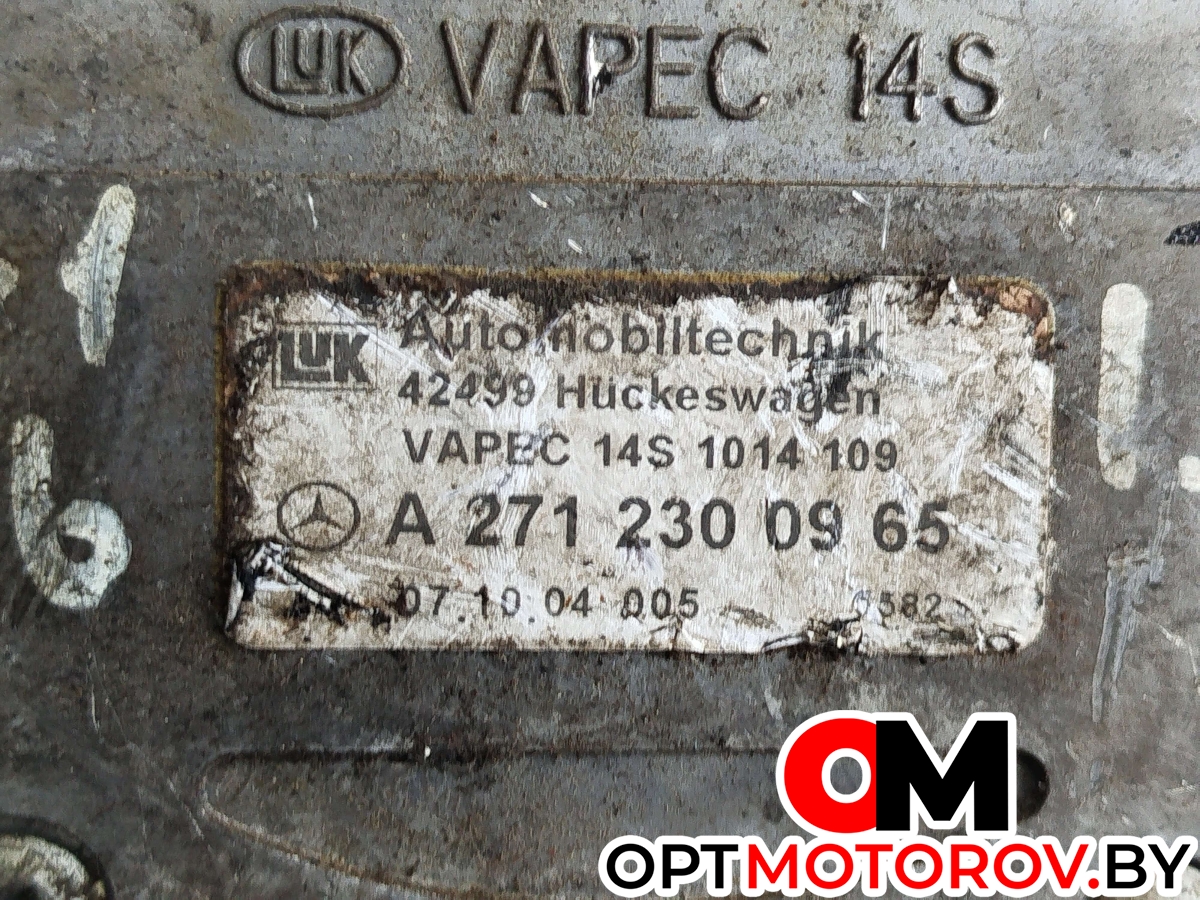 LUK VAPEC 14S
LUK Automobiltechnik
42499 Hückeswagen
VAPEC 14S 1014 109
A 271 230 09 65
07 10 04 005
OM
OPTMOTOROV.BY